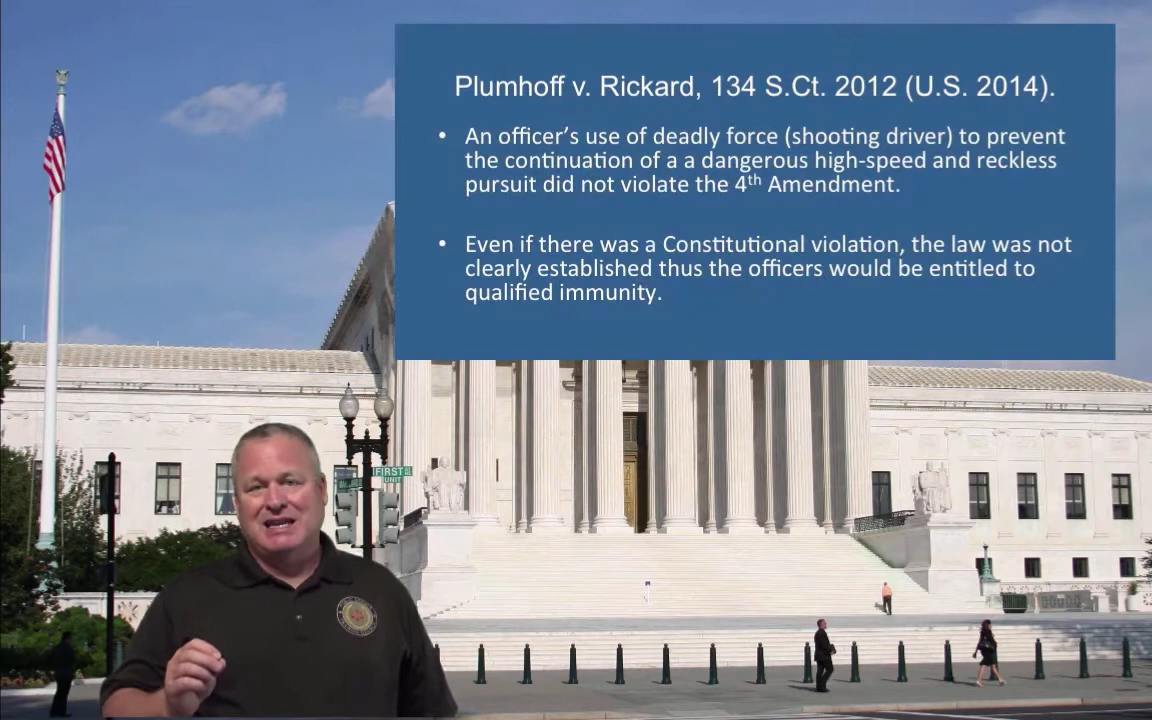 Plumhoff v. Rickard, 134 S.Ct. 2012 (U.S. 2014).
• An officer's use of deadly force (shooting driver) to prevent
the continuation of a a dangerous high-speed and reckless
pursuit did not violate the 4th Amendment.
• Even if there was a Constitutional violation, the law was not
clearly established thus the officers would be entitled to
qualified immunity.
FIRST
UNIT